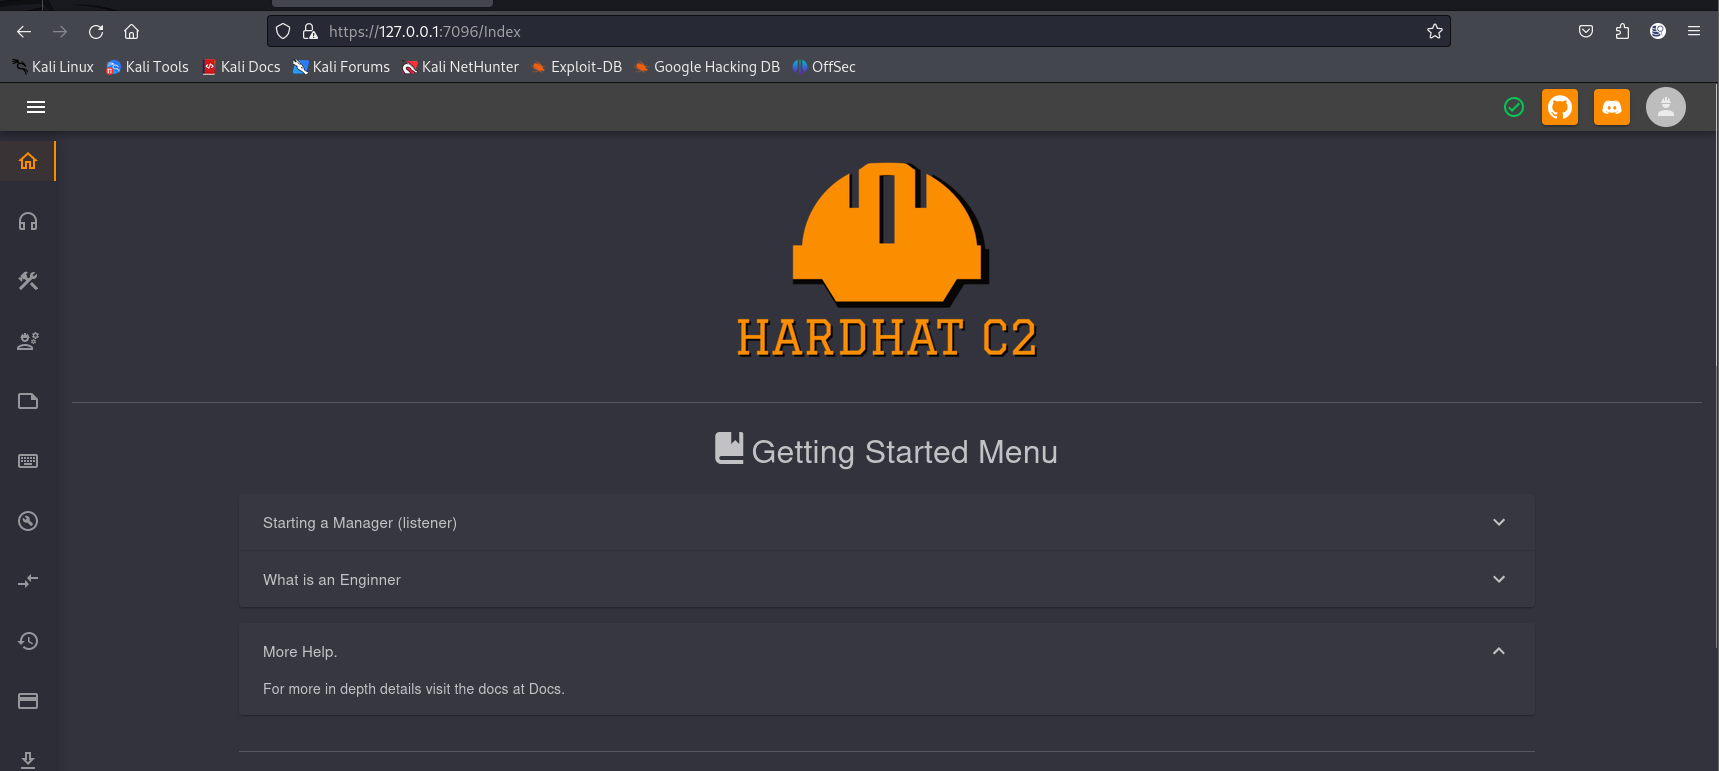 https://127.0.0.1:7096/Index
Kali Linux Kali Tools Kali Docs Kali Forums Kali NetHunter Exploit-DB Google Hacking DB OffSec
HARDHAT C2
Getting Started Menu
Starting a Manager (listener)
What is an Enginner
More Help.
For more in depth details visit the docs at Docs.